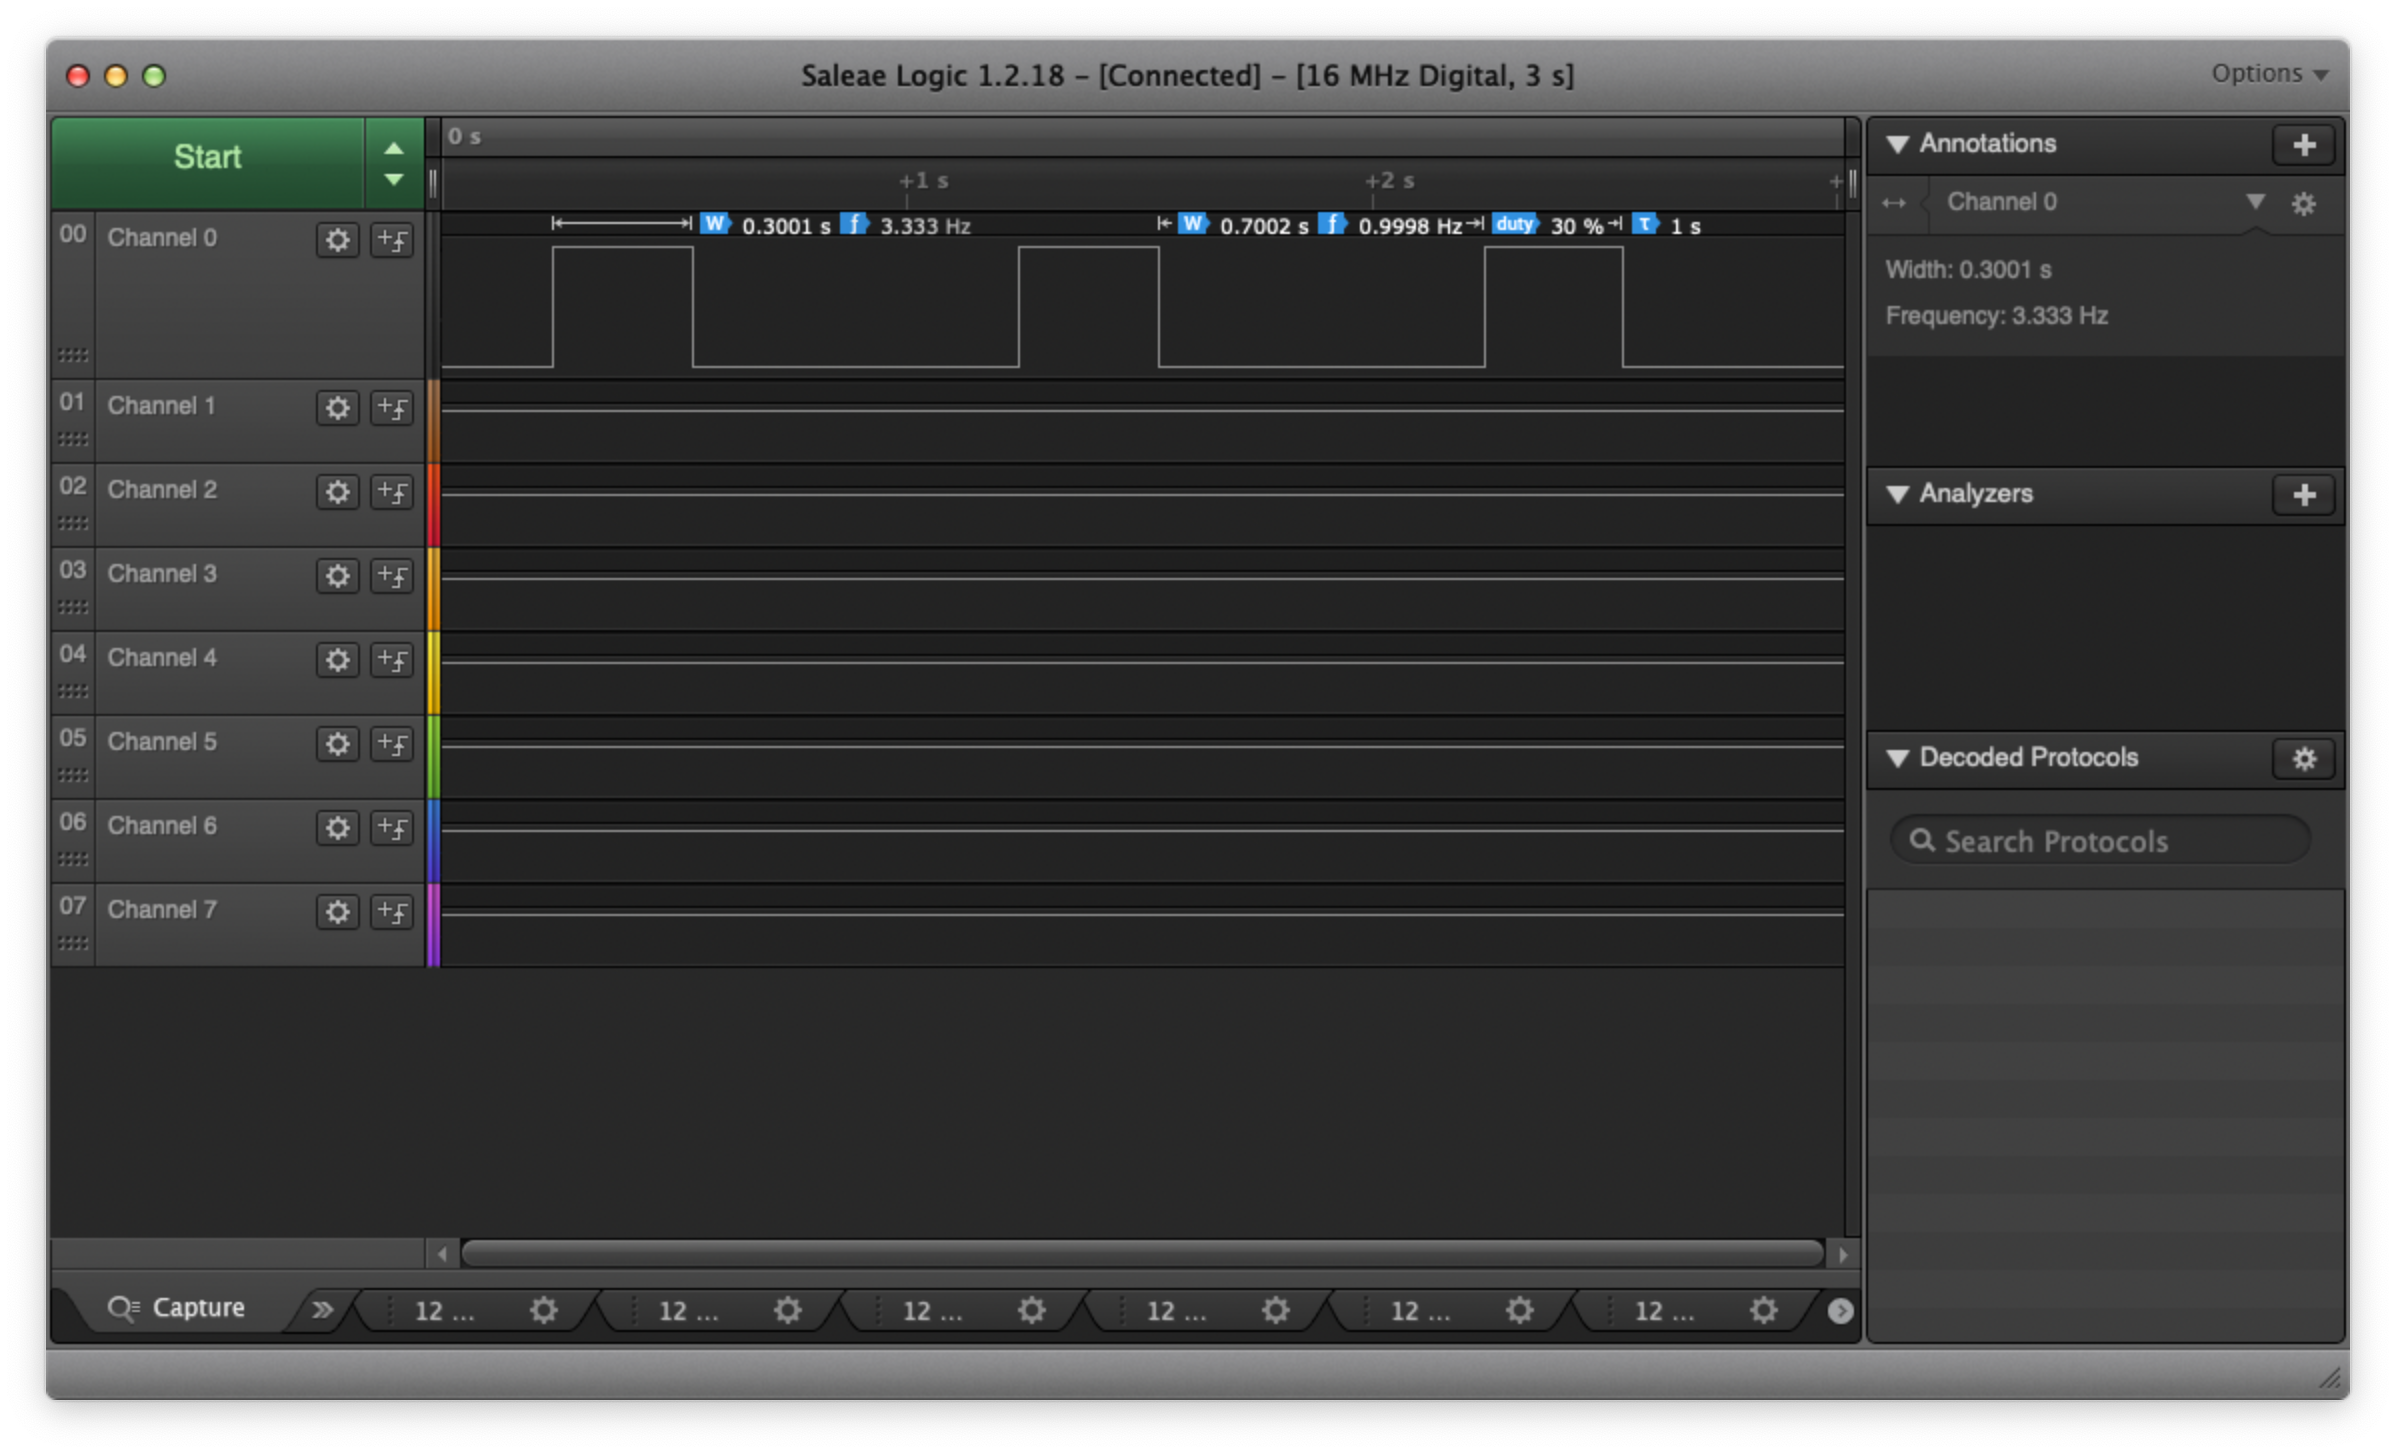 Saleae Logic 1.2.18 – [Connected] – [16 MHz Digital, 3 s]
Options
Start
0 s
+1 s
+2 s
+
00 Channel 0
W 0.3001 s f 3.333 Hz
W 0.7002 s f 0.9998 Hz duty 30 % τ 1 s
01 Channel 1
02 Channel 2
03 Channel 3
04 Channel 4
05 Channel 5
06 Channel 6
07 Channel 7
Annotations
Channel 0
Width: 0.3001 s
Frequency: 3.333 Hz
Analyzers
Decoded Protocols
Search Protocols
Capture
12 ...
12 ...
12 ...
12 ...
12 ...
12 ...